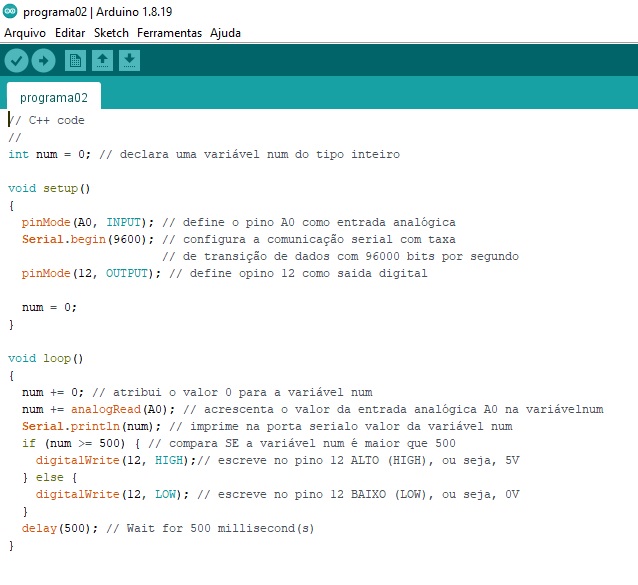 programa02 | Arduino 1.8.19
Arquivo Editar Sketch Ferramentas Ajuda
programa02
// C++ code
//
int num = 0; // declara uma variável num do tipo inteiro
void setup()
{
pinMode(A0, INPUT); // define o pino A0 como entrada analógica
Serial.begin(9600); // configura a comunicação serial com taxa
// de transição de dados com 96000 bits por segundo
pinMode(12, OUTPUT); // define opino 12 como saida digital
num = 0;
}
void loop()
{
num += 0; // atribui o valor 0 para a variável num
num += analogRead(A0); // acrescenta o valor da entrada analógica A0 na variávelnum
Serial.println(num); // imprime na porta serialo valor da variável num
if (num >= 500) { // compara SE a variável num é maior que 500
digitalWrite(12, HIGH);// escreve no pino 12 ALTO (HIGH), ou seja, 5V
} else {
digitalWrite(12, LOW); // escreve no pino 12 BAIXO (LOW), ou seja, 0V
}
delay(500); // Wait for 500 millisecond(s)
}